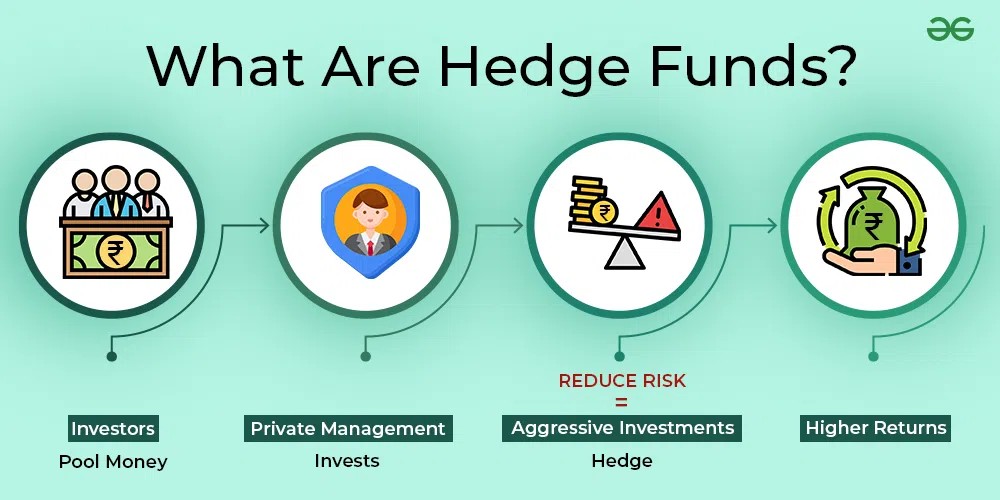 What Are Hedge Funds?
REDUCE RISK
=
Investors
Pool Money
Private Management
Invests
Aggressive Investments
Hedge
Higher Returns